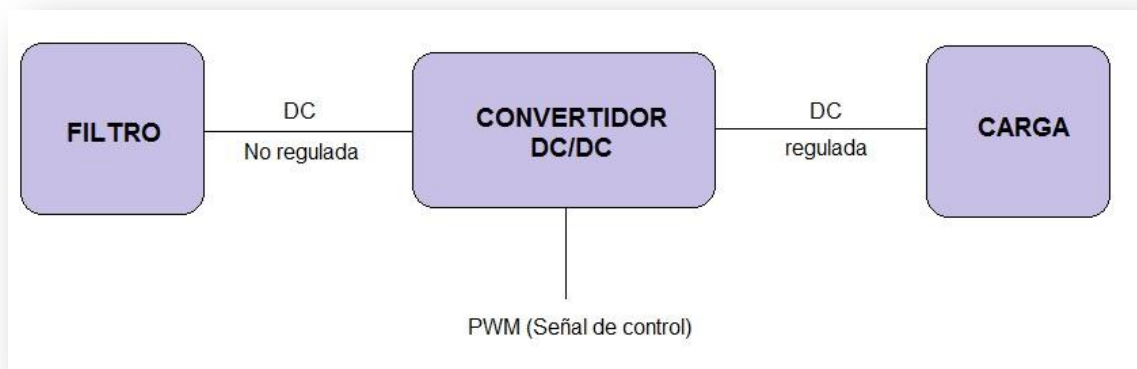 FILTRO
DC
No regulada
CONVERTIDOR
DC/DC
DC
regulada
CARGA
PWM (Señal de control)